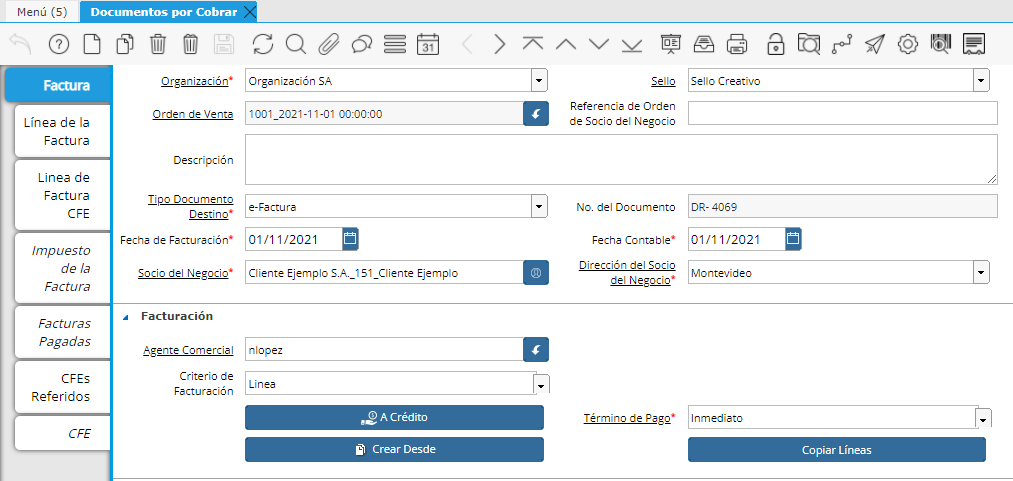 Menú (5)
Documentos por Cobrar
31
Factura
Línea de la
Factura
Linea de
Factura
CFE
Impuesto
de la
Factura
Facturas
Pagadas
CFEs
Referidos
CFE
Organización*
Organización SA
Sello
Sello Creativo
Orden de Venta
1001_2021-11-01 00:00:00
Referencia de Orden
de Socio del Negocio
Descripción
Tipo Documento
Destino*
e-Factura
No. del Documento
DR- 4069
Fecha de Facturación*
01/11/2021
Fecha Contable*
01/11/2021
Socio del Negocio*
Cliente Ejemplo S.A._151_Cliente Ejemplo
Dirección del Socio
del Negocio*
Montevideo
Facturación
Agente Comercial
nlopez
Criterio de
Facturación
Linea
A Crédito
Término de Pago*
Inmediato
Crear Desde
Copiar Líneas